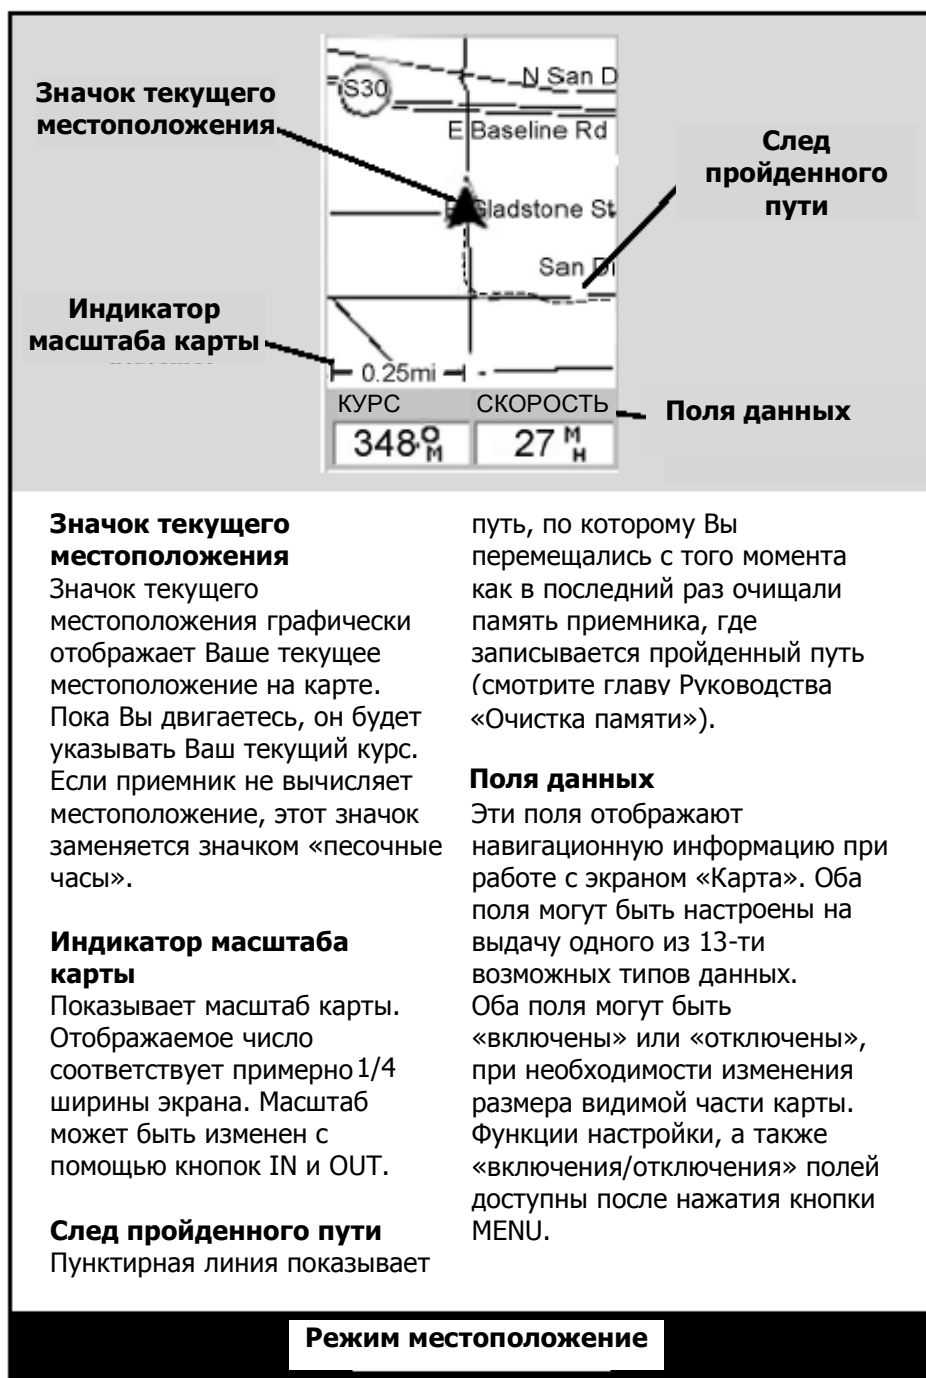 Значок текущего
местоположения
Индикатор
масштаба карты
S30
N San D
E Baseline Rd
Gladstone St
San Di
0.25mi
КУРС
СКОРОСТЬ
348°М
27 М Н
След
пройденного
пути
Поля данных
Значок текущего
местоположения
Значок текущего
местоположения графически
отображает Ваше текущее
местоположение на карте.
Пока Вы двигаетесь, он будет
указывать Ваш текущий курс.
Если приемник не вычисляет
местоположение, этот значок
заменяется значком «песочные
часы».
Индикатор масштаба
карты
Показывает масштаб карты.
Отображаемое число
соответствует примерно 1/4
ширины экрана. Масштаб
может быть изменен с
помощью кнопок IN и OUT.
След пройденного пути
Пунктирная линия показывает
путь, по которому Вы
перемещались с того момента
как в последний раз очищали
память приемника, где
записывается пройденный путь
(смотрите главу Руководства
«Очистка памяти»).
Поля данных
Эти поля отображают
навигационную информацию при
работе с экраном «Карта». Оба
поля могут быть настроены на
выдачу одного из 13-ти
возможных типов данных.
Оба поля могут быть
«включены» или «отключены»,
при необходимости изменения
размера видимой части карты.
Функции настройки, а также
«включения/отключения» полей
доступны после нажатия кнопки
MENU.
Режим местоположение